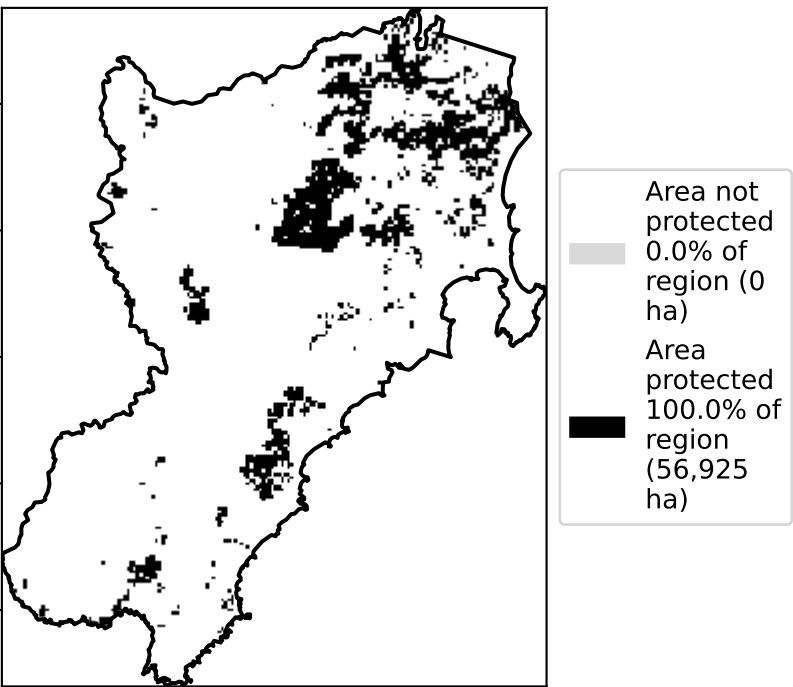 Area not
protected
0.0% of
region (0
ha)
Area
protected
100.0% of
region
(56,925
ha)